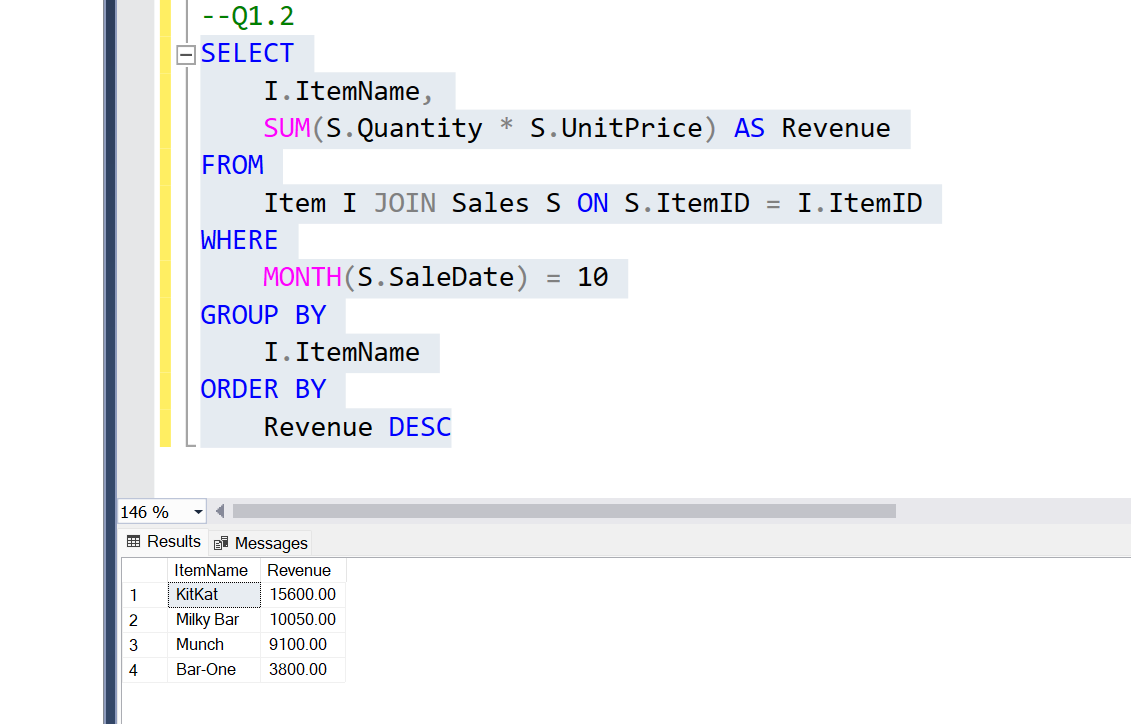 --Q1.2
SELECT
I.ItemName,
SUM(S.Quantity * S.UnitPrice) AS Revenue
FROM
Item I JOIN Sales S ON S.ItemID = I.ItemID
WHERE
MONTH(S.SaleDate) = 10
GROUP BY
I.ItemName
ORDER BY
Revenue DESC
146 %
Results Messages
ItemName Revenue
1 KitKat 15600.00
2 Milky Bar 10050.00
3 Munch 9100.00
4 Bar-One 3800.00